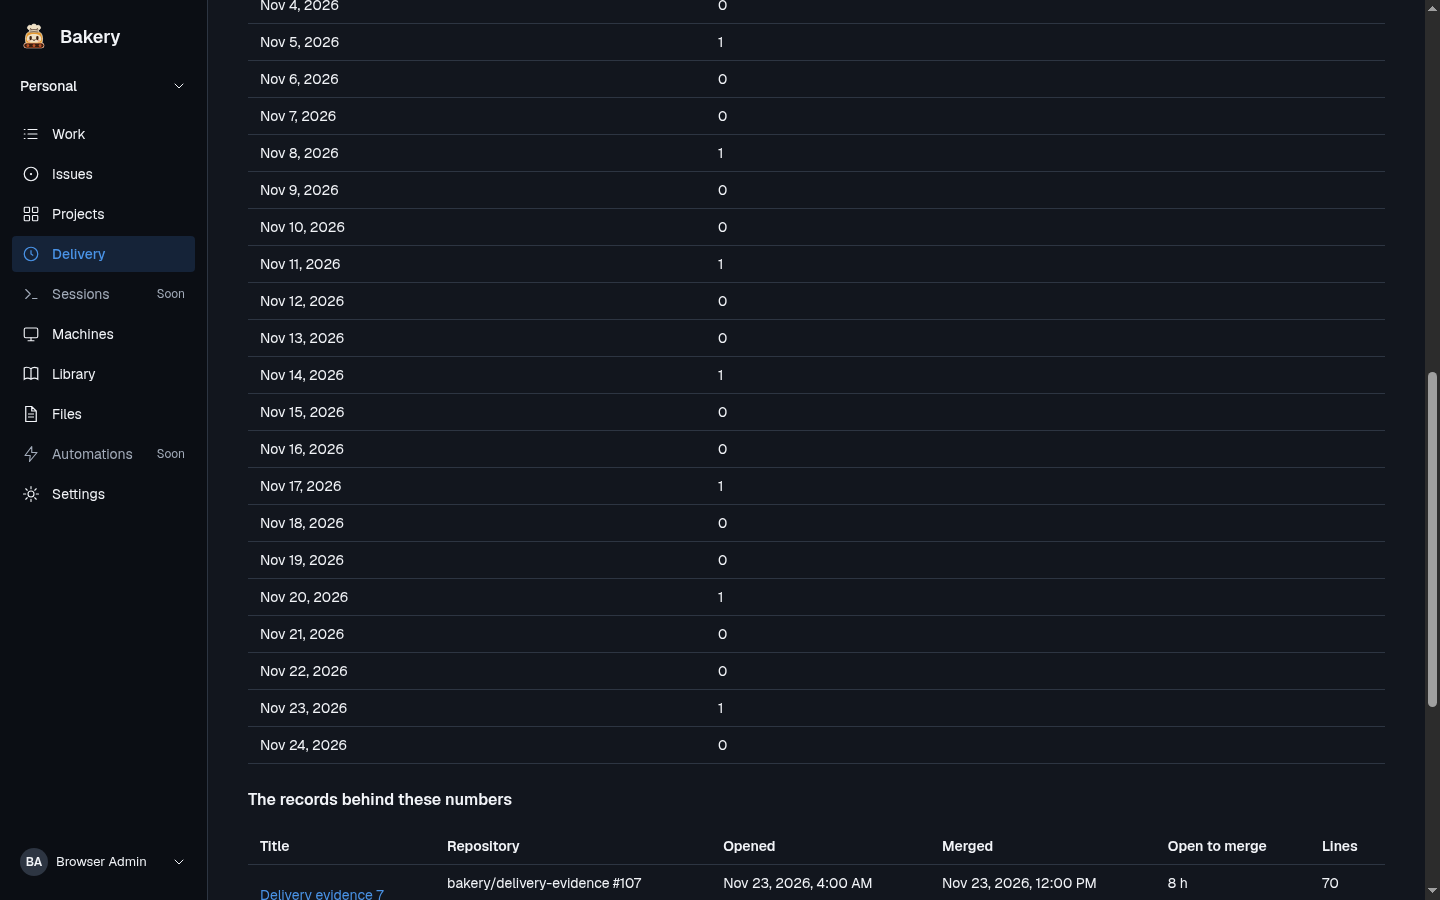 Bakery
Personal
Work
Issues
Projects
Delivery
Sessions Soon
Machines
Library
Files
Automations Soon
Settings
BA Browser Admin
Nov 4, 2026 0
Nov 5, 2026 1
Nov 6, 2026 0
Nov 7, 2026 0
Nov 8, 2026 1
Nov 9, 2026 0
Nov 10, 2026 0
Nov 11, 2026 1
Nov 12, 2026 0
Nov 13, 2026 0
Nov 14, 2026 1
Nov 15, 2026 0
Nov 16, 2026 0
Nov 17, 2026 1
Nov 18, 2026 0
Nov 19, 2026 0
Nov 20, 2026 1
Nov 21, 2026 0
Nov 22, 2026 0
Nov 23, 2026 1
Nov 24, 2026 0
The records behind these numbers
Title Repository Opened Merged Open to merge Lines
Delivery evidence 7 bakery/delivery-evidence #107 Nov 23, 2026, 4:00 AM Nov 23, 2026, 12:00 PM 8 h 70